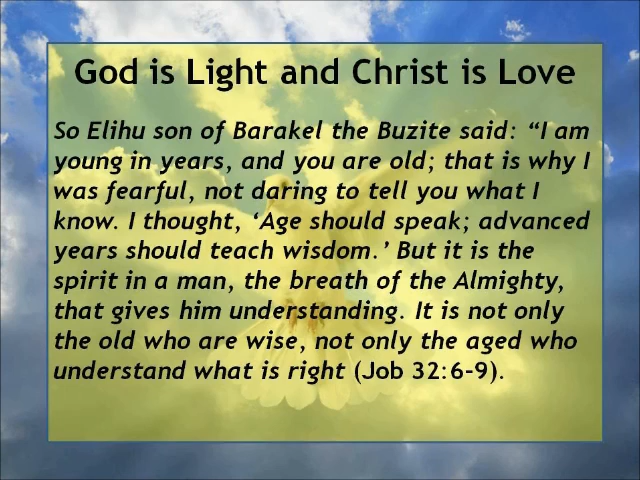 God is Light and Christ is Love
So Elihu son of Barakel the Buzite said: “I am
young in years, and you are old; that is why I
was fearful, not daring to tell you what I
know. I thought, ‘Age should speak; advanced
years should teach wisdom.’ But it is the
spirit in a man, the breath of the Almighty,
that gives him understanding. It is not only
the old who are wise, not only the aged who
understand what is right (Job 32:6-9).